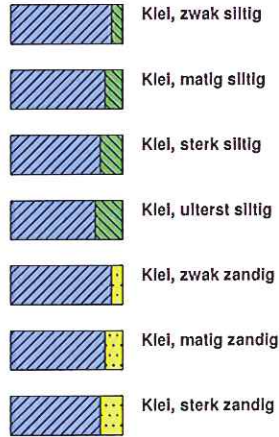 Klei, zwak siltig
Klei, matig siltig
Klei, sterk siltig
Klei, uiterst siltig
Klei, zwak zandig
Klei, matig zandig
Klei, sterk zandig